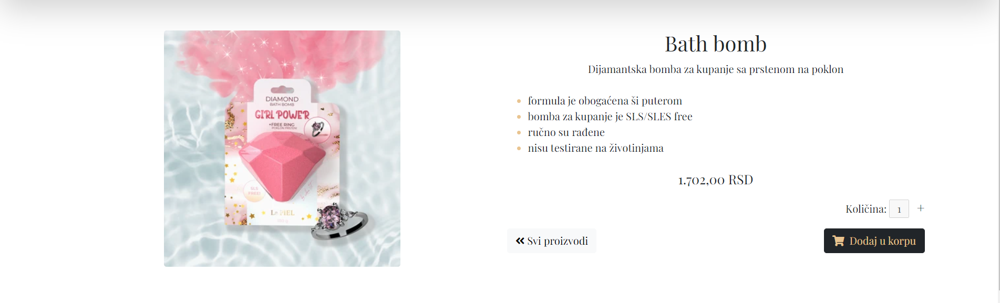 DIAMOND
BATH BOMB
GIRL POWER
+FREE RING
POKLON PRSTEN!
SLS
FREE!
La PIEL
160 g
Bath bomb
Dijamantska bomba za kupanje sa prstenom na poklon
formula je obogaćena ši puterom
bomba za kupanje je SLS/SLES free
ručno su rađene
nisu testirane na životinjama
1.702,00 RSD
Količina: 1 +
Svi proizvodi
Dodaj u korpu